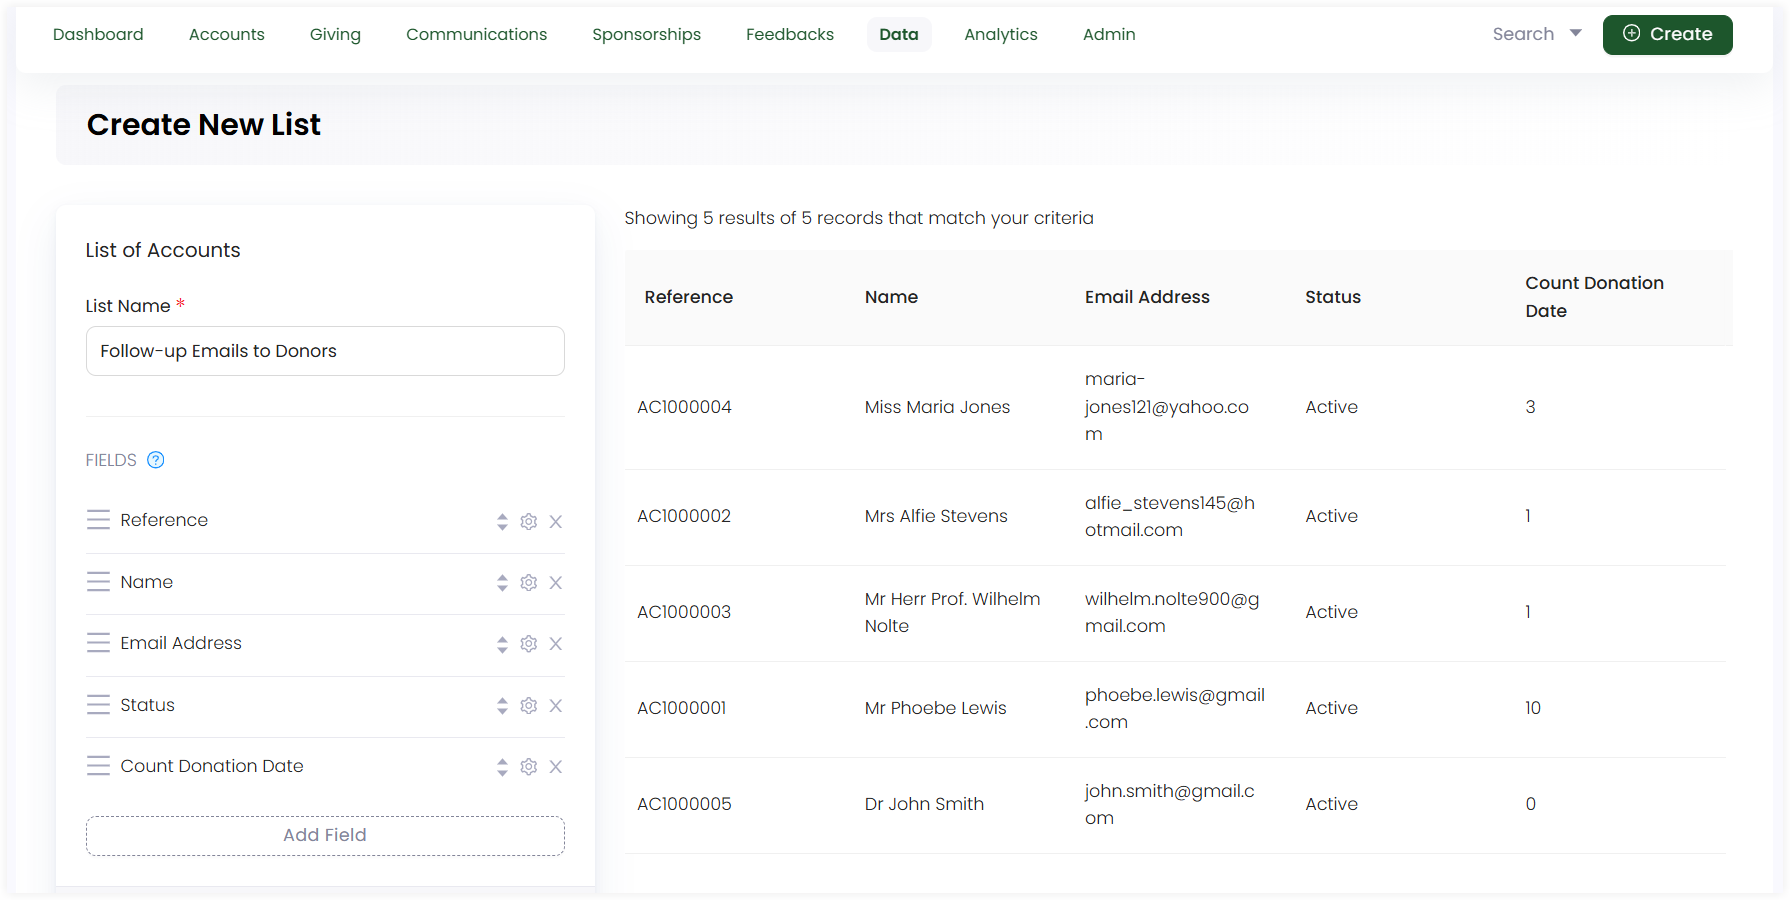 Dashboard Accounts Giving Communications Sponsorships Feedbacks Data Analytics Admin Search Create
Create New List
List of Accounts
List Name *
Follow-up Emails to Donors
FIELDS ?
Reference
Name
Email Address
Status
Count Donation Date
Add Field
Showing 5 results of 5 records that match your criteria
Reference Name Email Address Status Count Donation
Date
maria-
AC1000004 Miss Maria Jones jones121@yahoo.co Active 3
m
alfie_stevens145@h
AC1000002 Mrs Alfie Stevens Active 1
otmail.com
Mr Herr Prof. Wilhelm wilhelm.nolte900@g
AC1000003 Active 1
Nolte mail.com
phoebe.lewis@gmail
AC1000001 Mr Phoebe Lewis Active 10
.com
john.smith@gmail.c
AC1000005 Dr John Smith Active 0
om